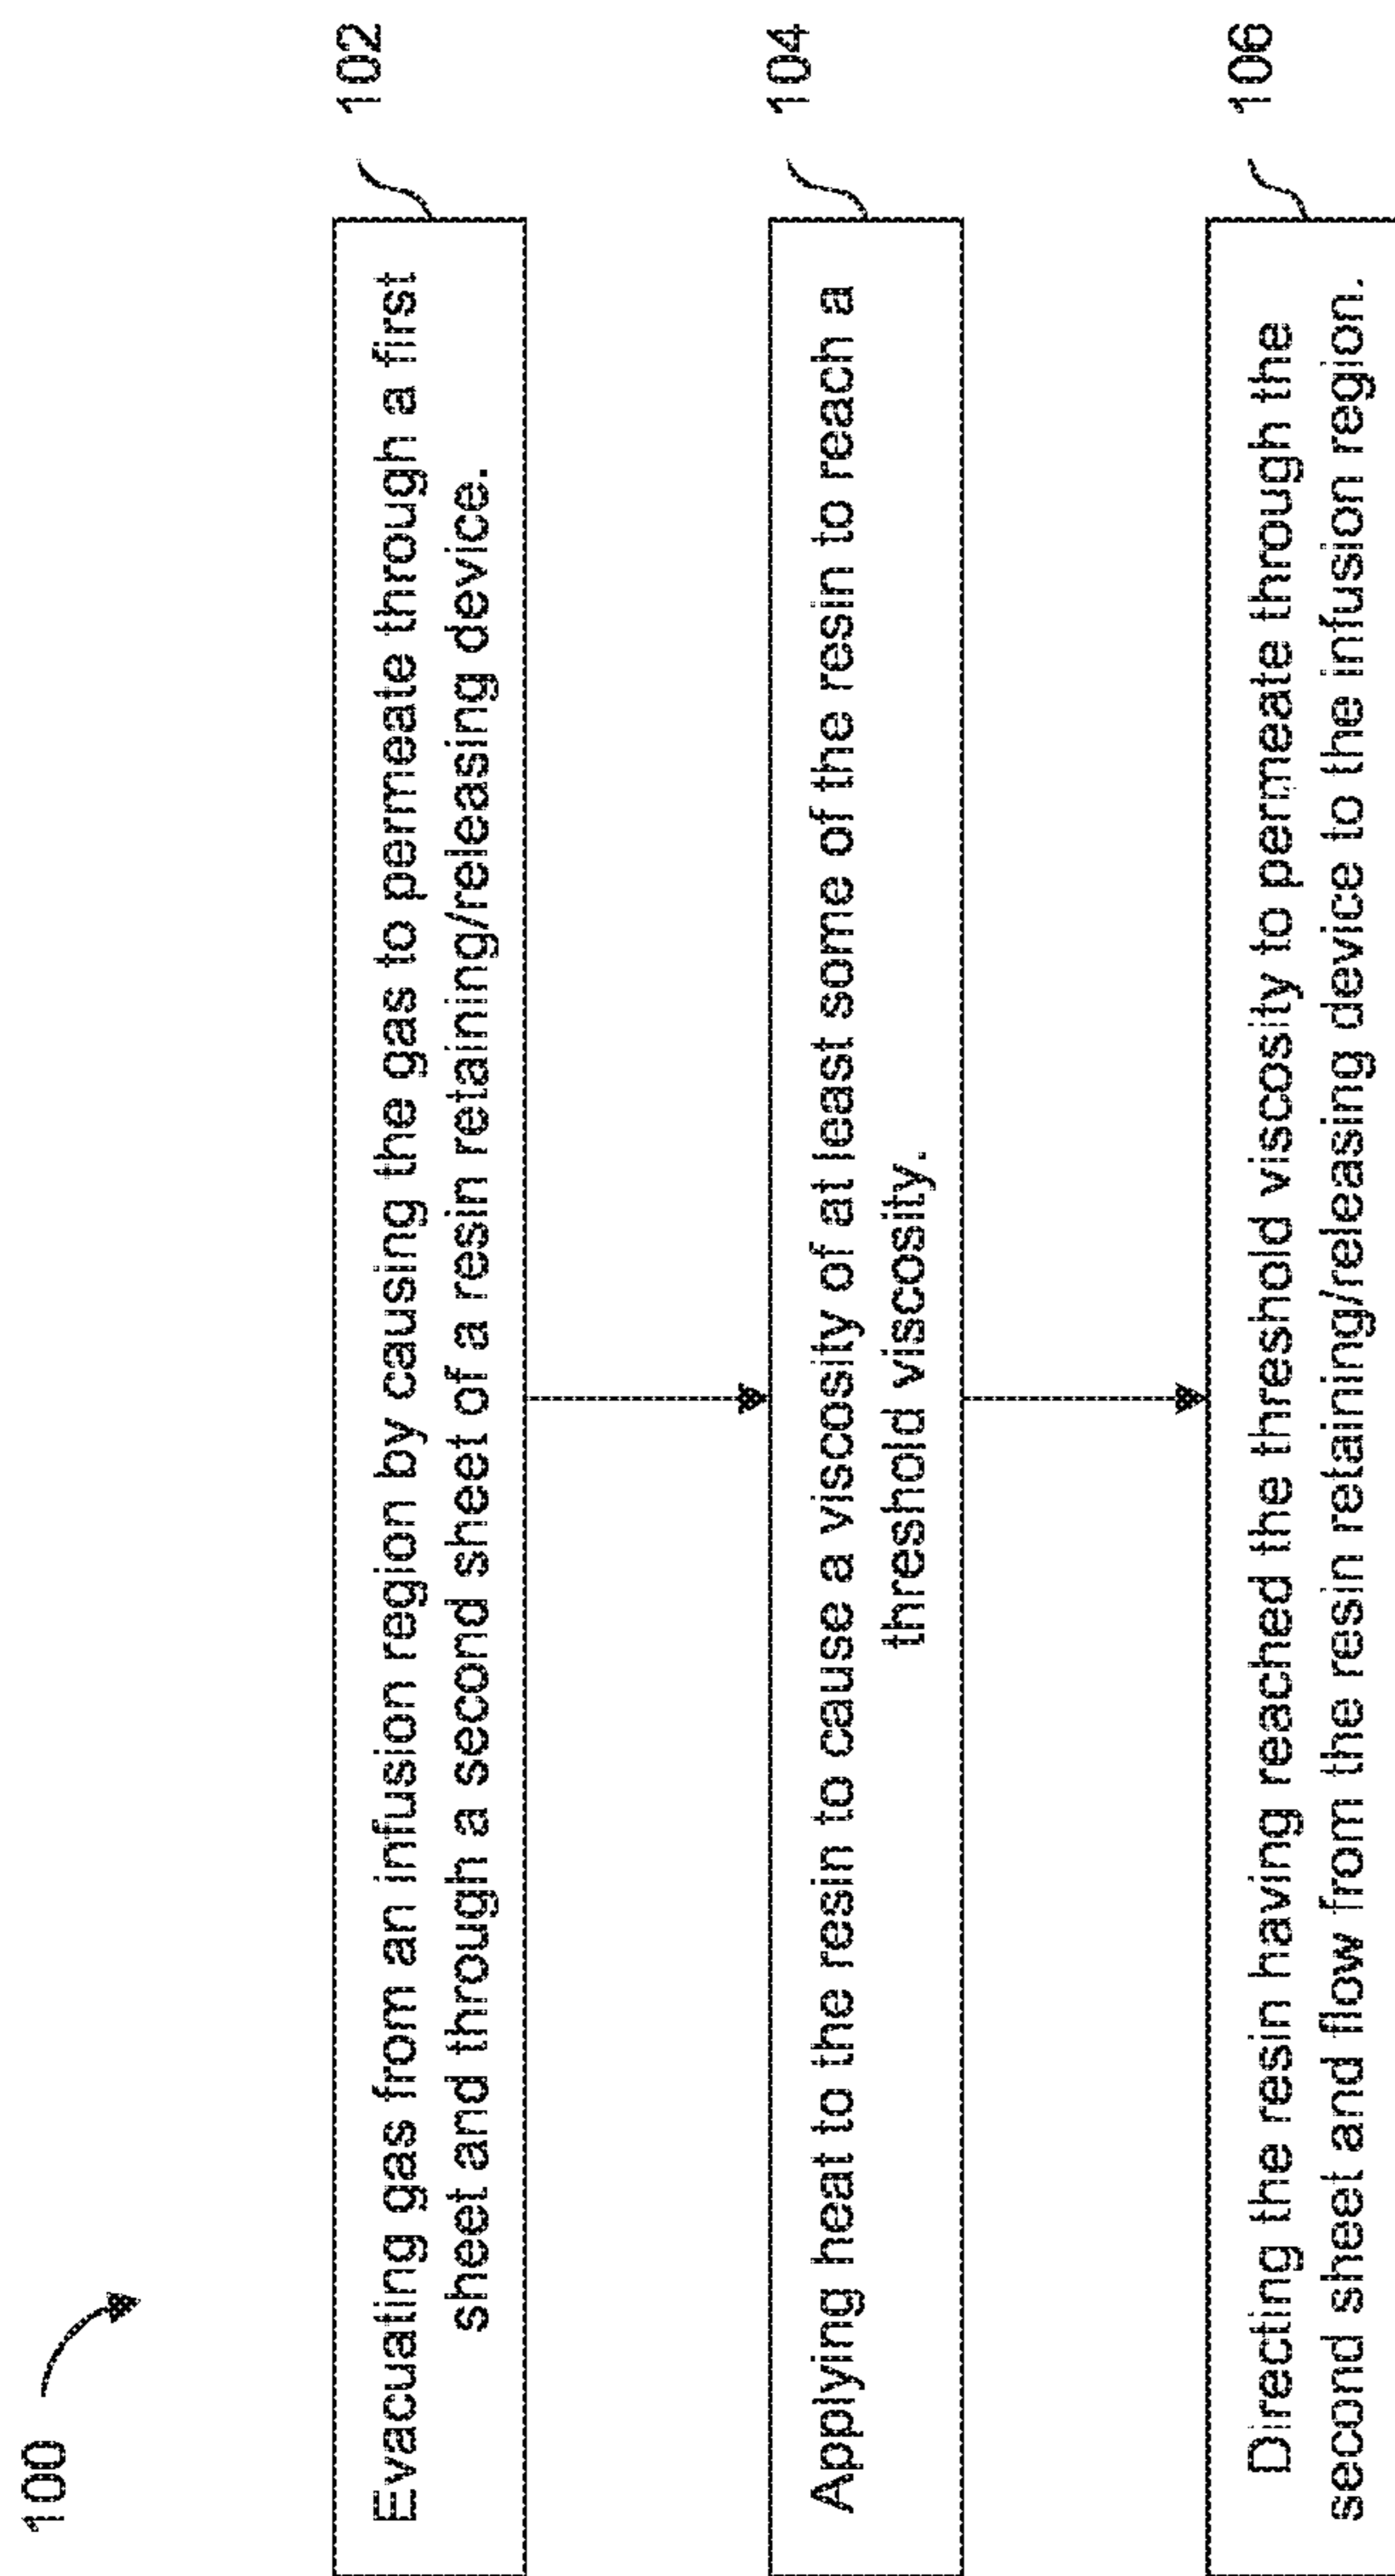 100
Evacuating gas from an infusion region by causing the gas to permeate through a first
sheet and through a second sheet of a resin retaining/releasing device.
102
Applying heat to the resin to cause a viscosity of at least some of the resin to reach a
threshold viscosity.
104
Directing the resin having reached the threshold viscosity to permeate through the
second sheet and flow from the resin retaining/releasing device to the infusion region.
106